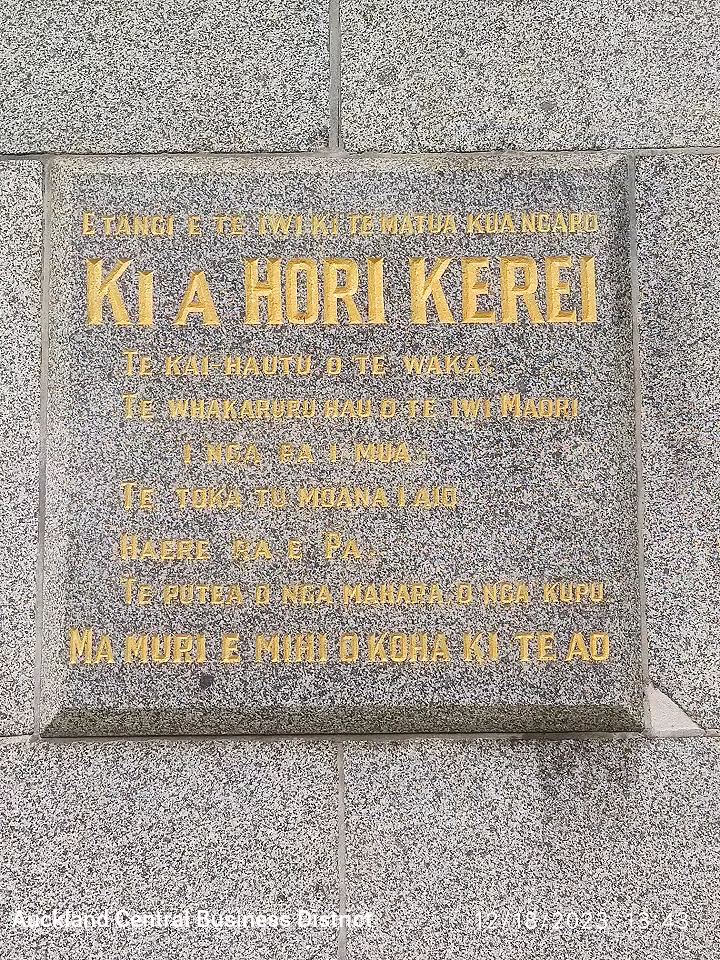 E TANGI E TE IWI KI TE MATUA KUA NGARO
KI A HORI KEREI
TE KAI-HAUTU O TE WAKA.
TE WHAKARURU HAU O TE IWI MAORI
I NGA RA I MUA.
TE TOKA TU MOANA I AIO
HAERE RA E PA.
TE PUTEA O NGA MAHARA, O NGA KUPU
MA MURI E MIHI O KOHA KI TE AO
Auckland Central Business District
12/18/2023 13:43